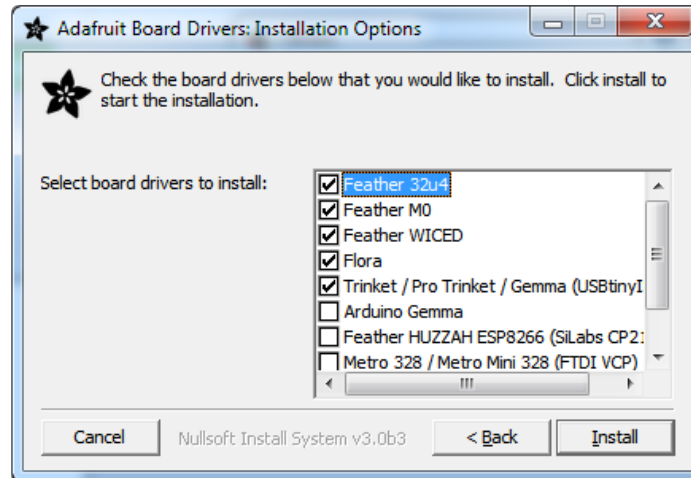 Adafruit Board Drivers: Installation Options
Check the board drivers below that you would like to install. Click install to
start the installation.
Select board drivers to install:
Feather 32u4
Feather M0
Feather WICED
Flora
Trinket / Pro Trinket / Gemma (USBtinyI
Arduino Gemma
Feather HUZZAH ESP8266 (SiLabs CP21
Metro 328 / Metro Mini 328 (FTDI VCP)
Cancel
Nullsoft Install System v3.0b3
< Back
Install